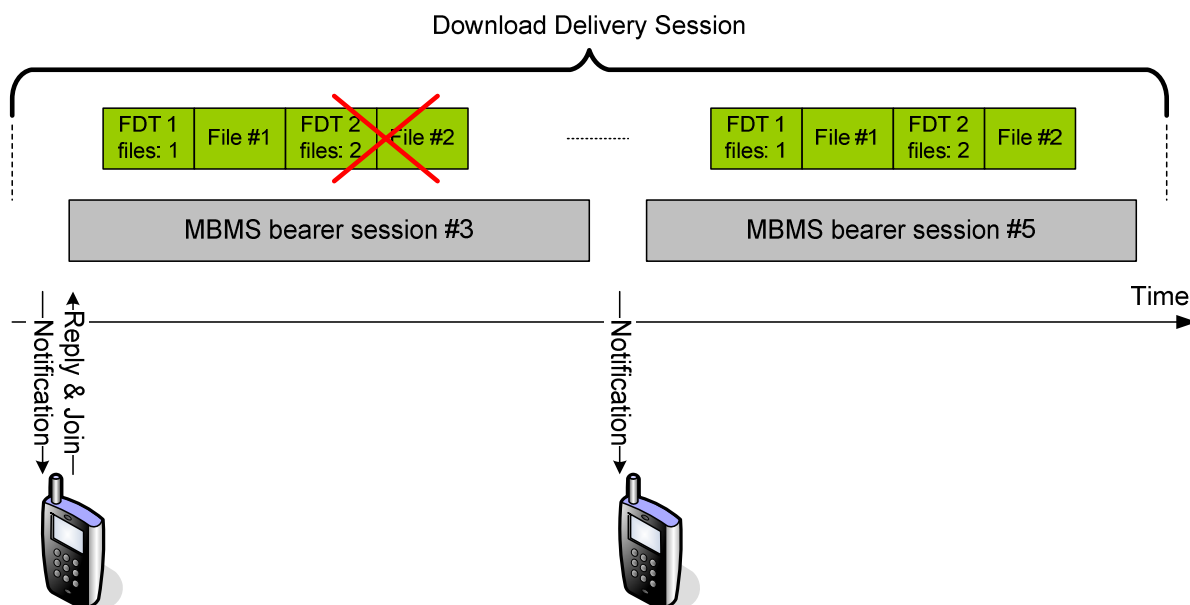 Download Delivery Session
FDT 1
files: 1
File #1
FDT 2
files: 2
File #2
FDT 1
files: 1
File #1
FDT 2
files: 2
File #2
MBMS bearer session #3
MBMS bearer session #5
Time
Notification
Reply & Join
Notification